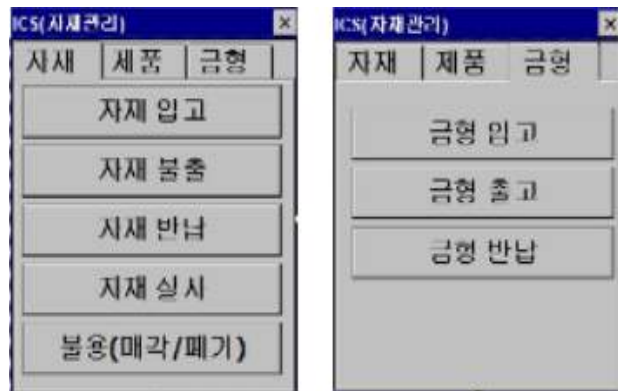 ICS(자재관리)
자재 제품 금형
자재 입고
자재 불출
자재 반납
자재 실사
불용(매각/폐기)
ICS(자재관리)
자재 제품 금형
금형 입고
금형 출고
금형 반납